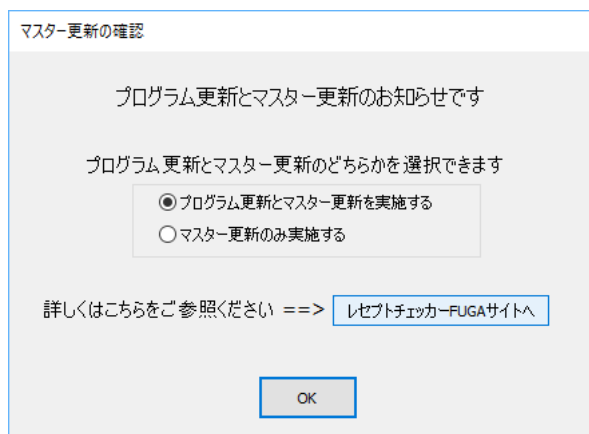 マスター更新の確認
プログラム更新とマスター更新のお知らせです
プログラム更新とマスター更新のどちらかを選択できます
プログラム更新とマスター更新を実施する
マスター更新のみ実施する
詳しくはこちらをご参照ください ==> レセプトチェッカーFUGAサイトへ
OK